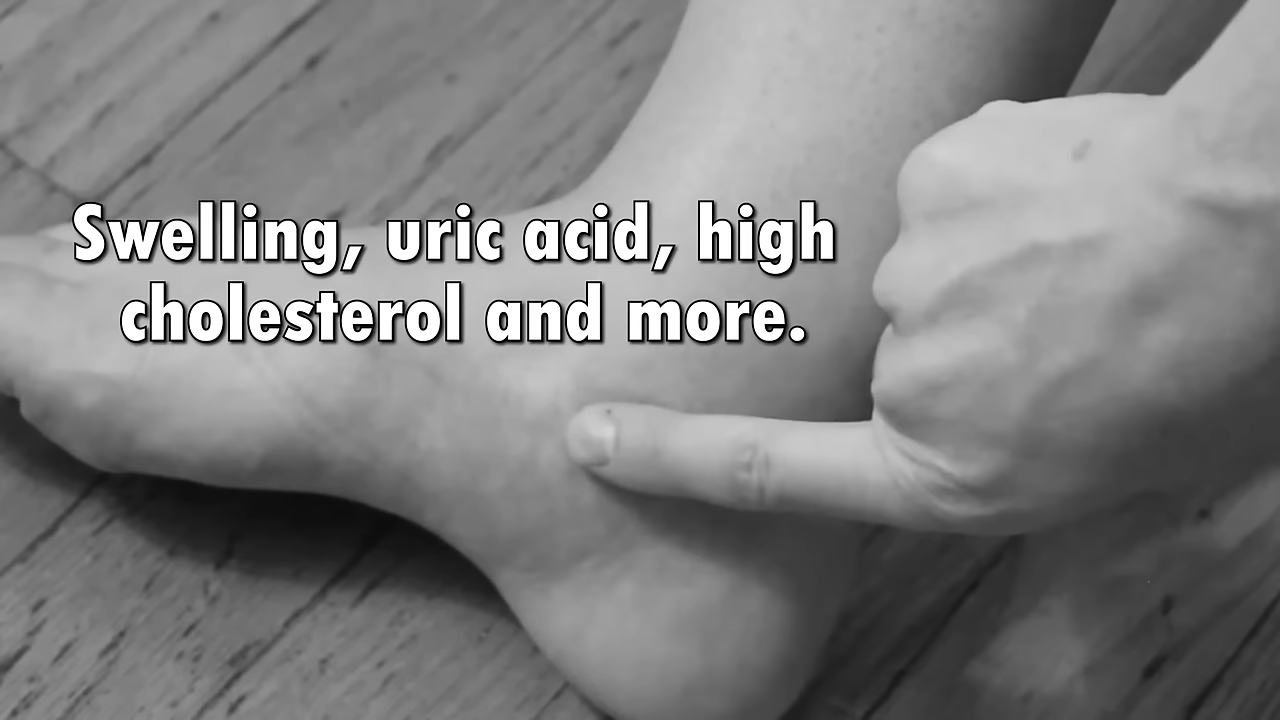 Swelling, uric acid, high
cholesterol and more.